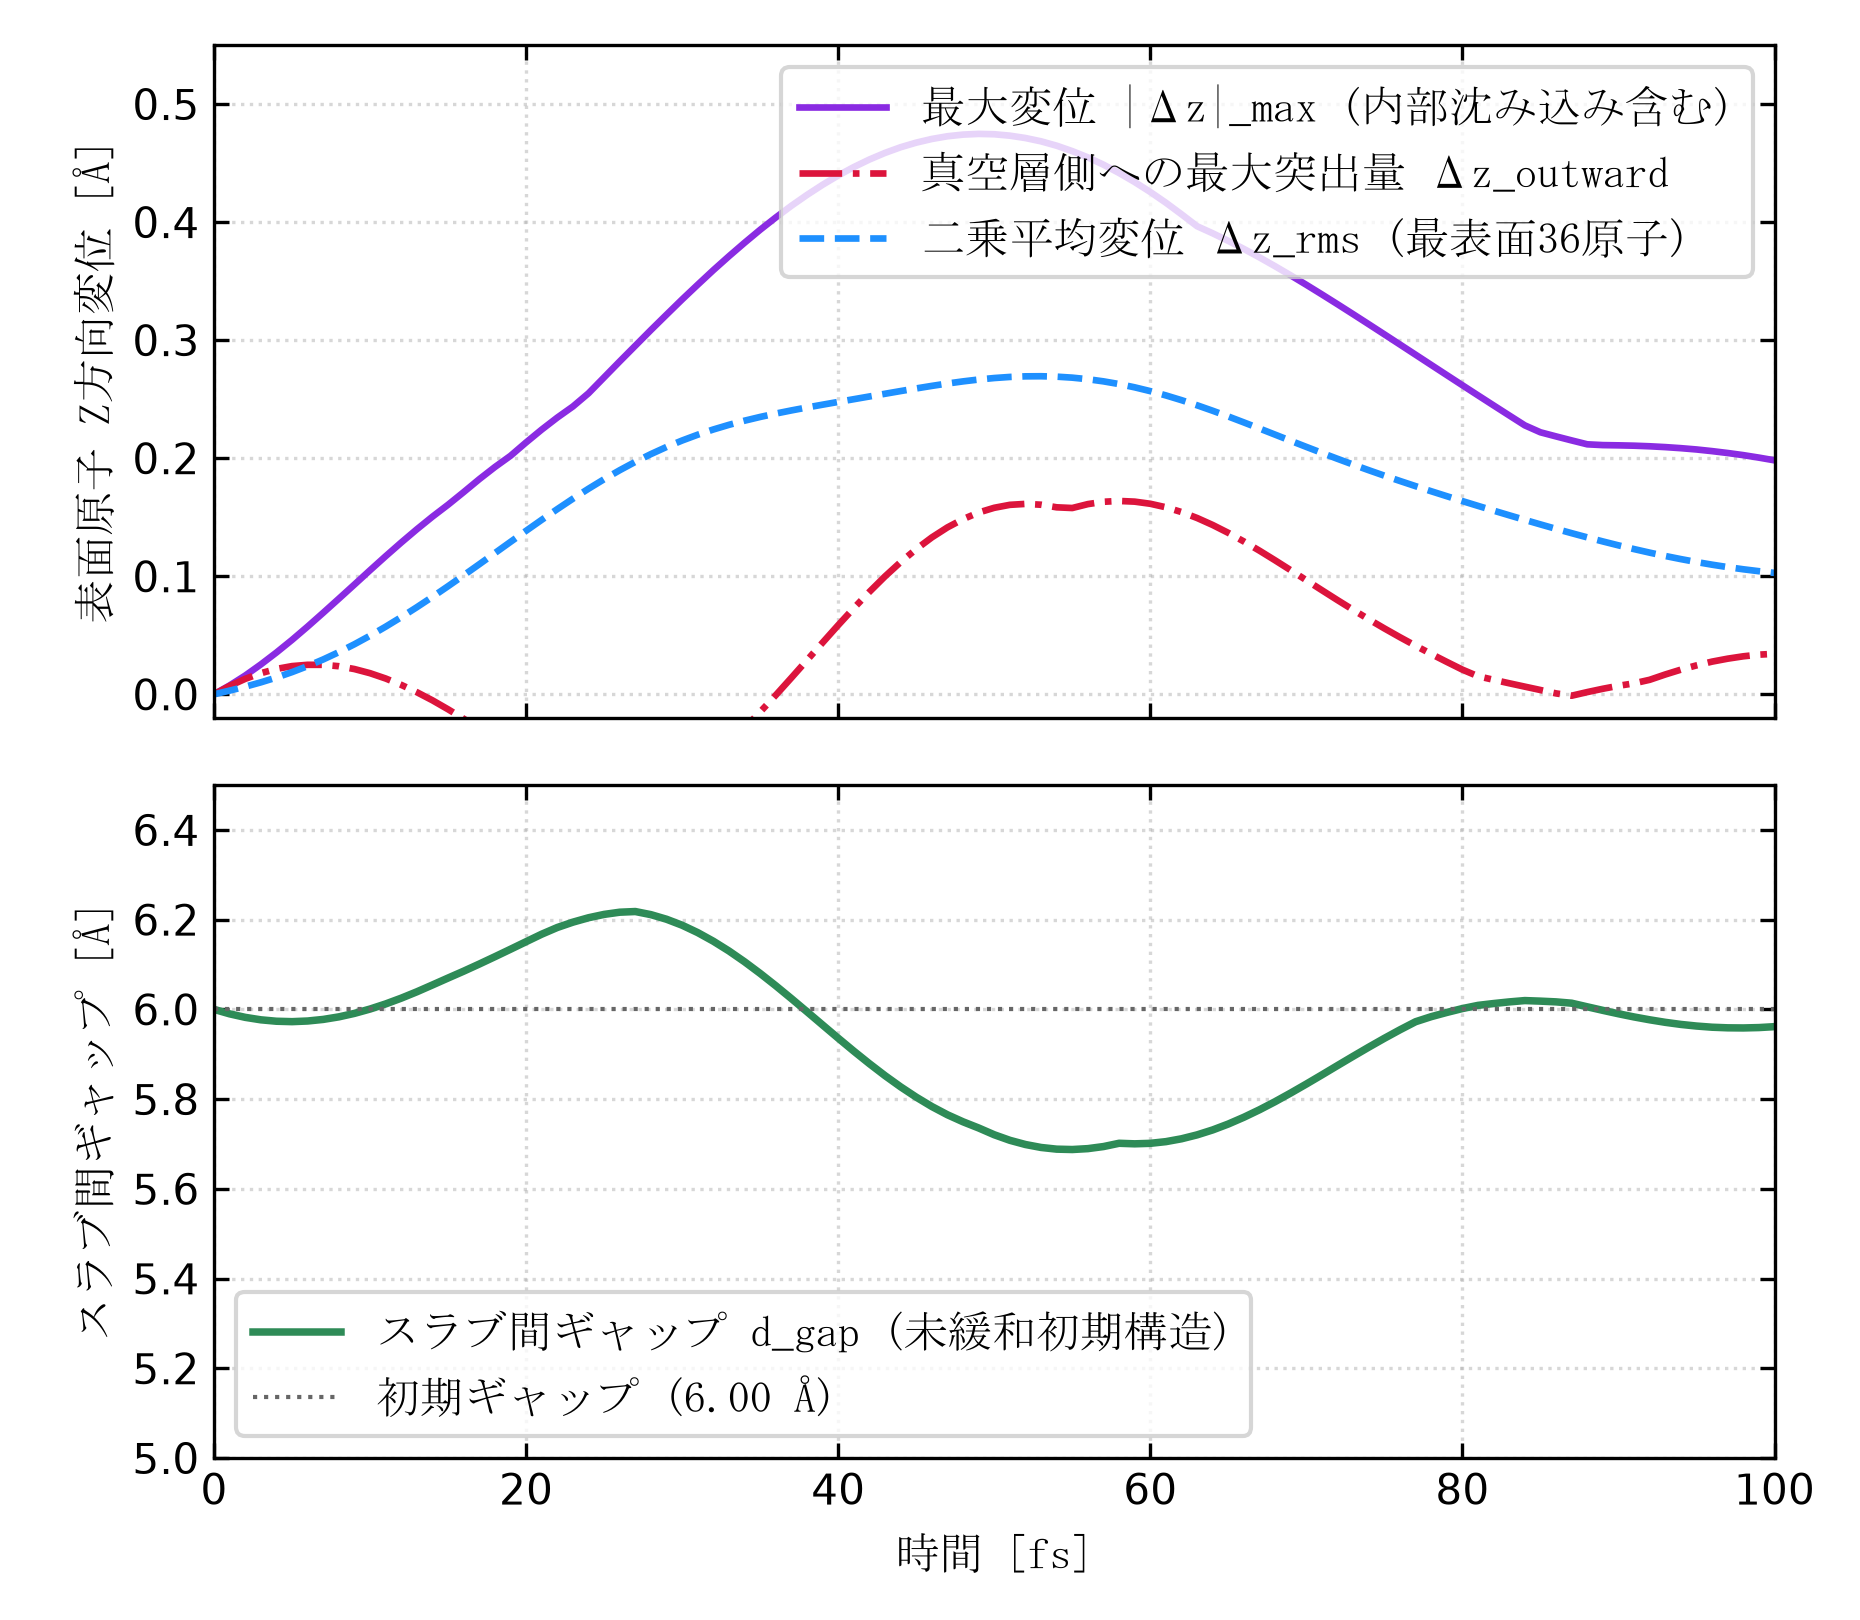 表面原子 Z方向変位 [Å]
0.5
0.4
0.3
0.2
0.1
0.0
最大変位 |Δz|_max (内部沈み込み含む)
真空層側への最大突出量 Δz_outward
二乗平均変位 Δz_rms (最表面36原子)
スラブ間ギャップ [Å]
6.4
6.2
6.0
5.8
5.6
5.4
5.2
5.0
スラブ間ギャップ d_gap (未緩和初期構造)
初期ギャップ (6.00 Å)
0 20 40 60 80 100
時間 [fs]